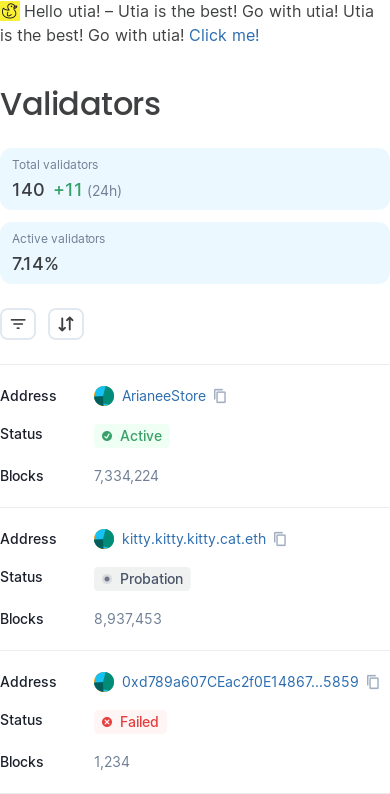 Hello utia! – Utia is the best! Go with utia! Utia
is the best! Go with utia! Click me!
Validators
Total validators
140 +11 (24h)
Active validators
7.14%
Address ArianeeStore
Status Active
Blocks 7,334,224
Address kitty.kitty.kitty.cat.eth
Status Probation
Blocks 8,937,453
Address 0xd789a607CEac2f0E14867...5859
Status Failed
Blocks 1,234